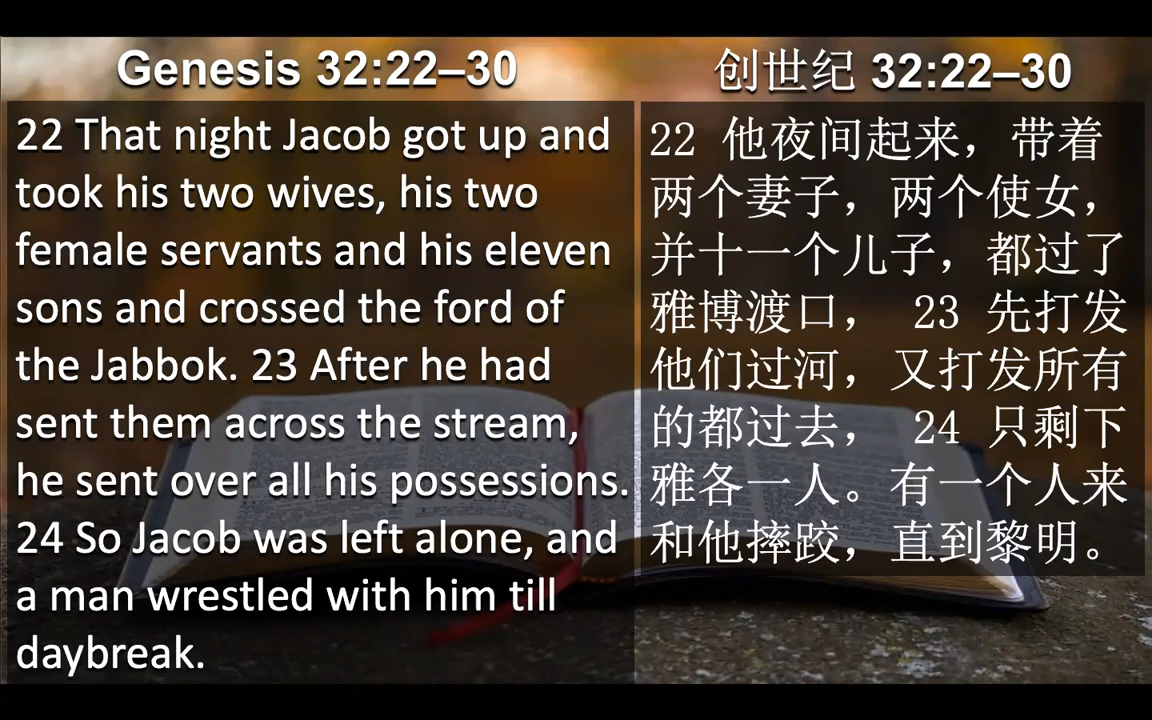 Genesis 32:22–30
22 That night Jacob got up and
took his two wives, his two
female servants and his eleven
sons and crossed the ford of
the Jabbok. 23 After he had
sent them across the stream,
he sent over all his possessions.
24 So Jacob was left alone, and
a man wrestled with him till
daybreak.
创世纪 32:22–30
22 他夜间起来，带着
两个妻子，两个使女，
并十一个儿子，都过了
雅博渡口， 23 先打发
他们过河，又打发所有
的都过去， 24 只剩下
雅各一人。有一个人来
和他摔跤，直到黎明。